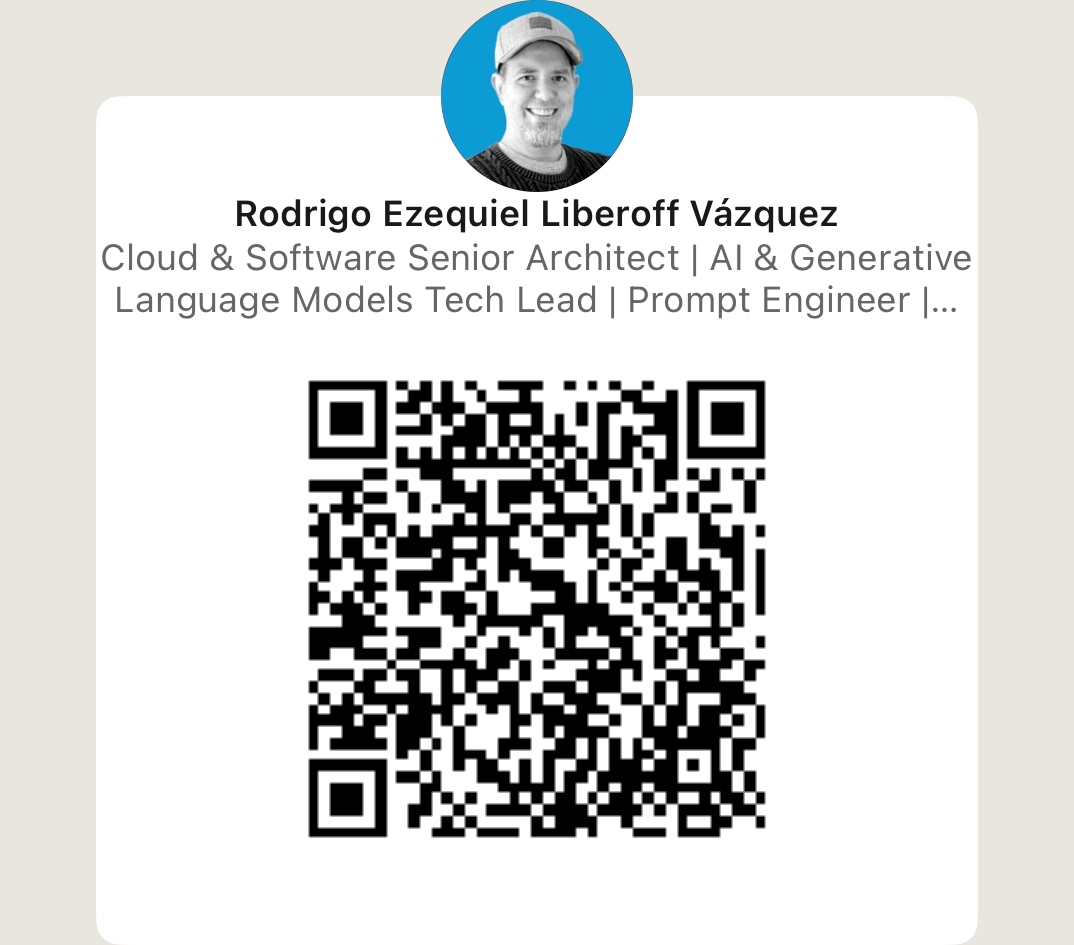 Rodrigo Ezequiel Liberoff Vázquez
Cloud & Software Senior Architect | AI & Generative
Language Models Tech Lead | Prompt Engineer |...